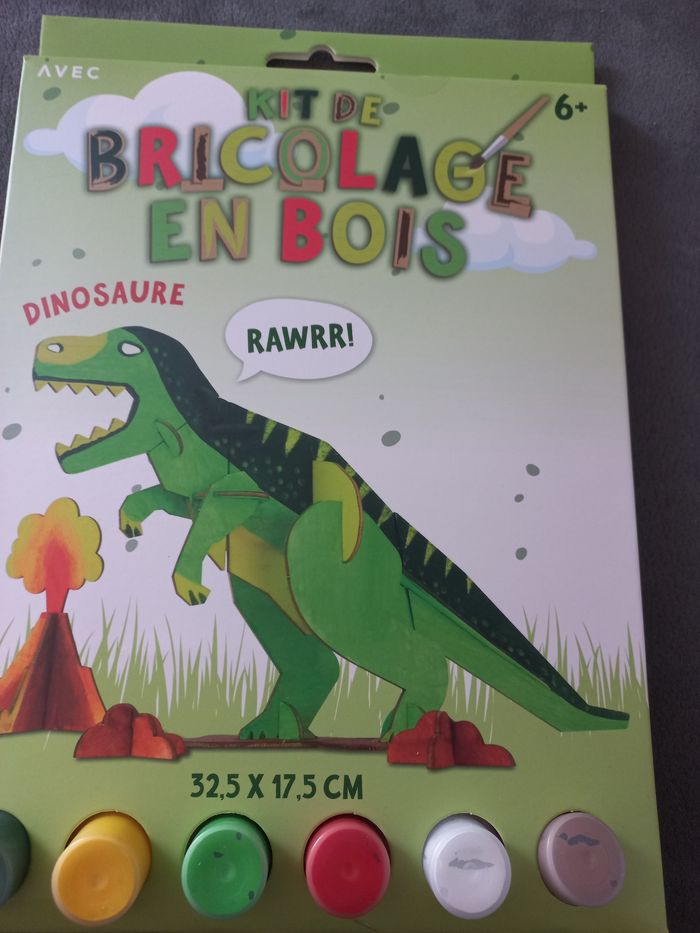 AVEC
6+
KIT DE
BRICOLAGE
EN BOIS
DINOSAURE
RAWRR!
32,5 X 17,5 CM